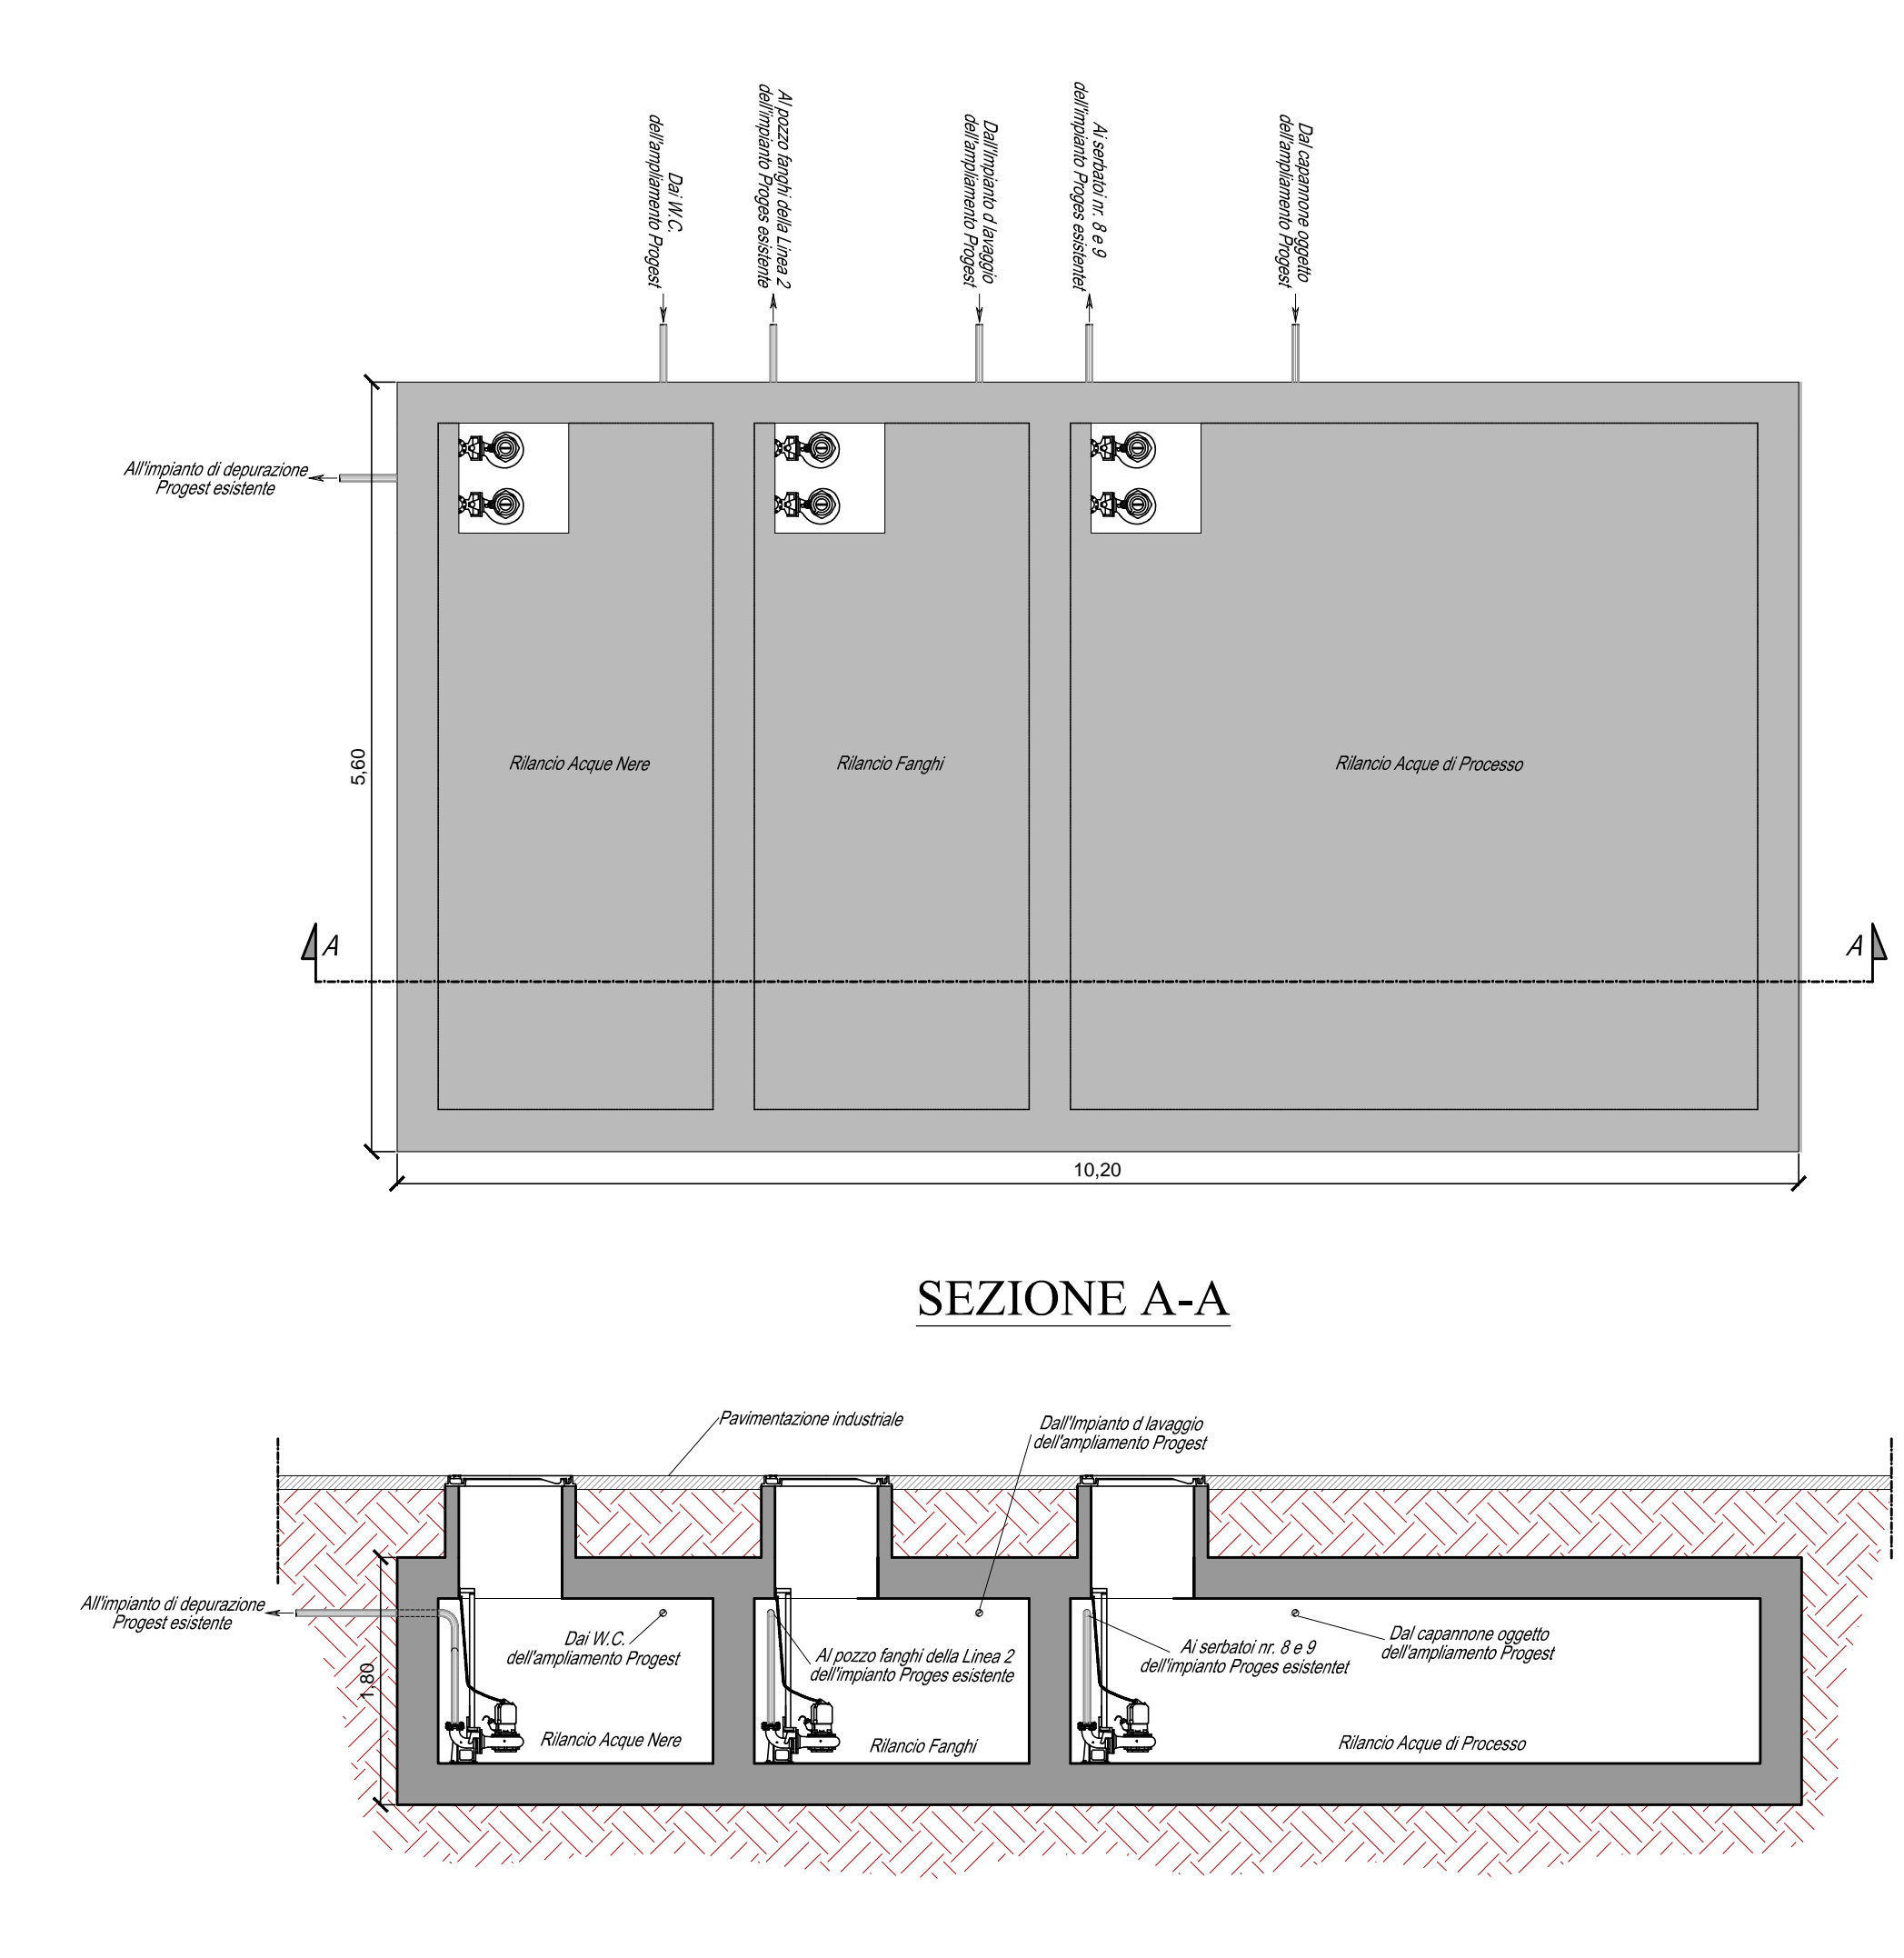 Dai W.C.
dell'ampliamento Progest
Al pozzo fanghi della Linea 2
dell'impianto Proges esistente
Dall'Impianto d lavaggio
dell'ampliamento Progest
Ai serbatoi nr. 8 e 9
dell'impianto Proges esistentet
Dal capannone oggetto
dell'ampliamento Progest
All'impianto di depurazione
Progest esistente
5,60
Rilancio Acque Nere
Rilancio Fanghi
Rilancio Acque di Processo
A
A
10,20
SEZIONE A-A
Pavimentazione industriale
Dall'Impianto d lavaggio
dell'ampliamento Progest
All'impianto di depurazione
Progest esistente
1,80
Dai W.C.
dell'ampliamento Progest
Al pozzo fanghi della Linea 2
dell'impianto Proges esistente
Ai serbatoi nr. 8 e 9
dell'impianto Proges esistentet
Dal capannone oggetto
dell'ampliamento Progest
Rilancio Acque Nere
Rilancio Fanghi
Rilancio Acque di Processo